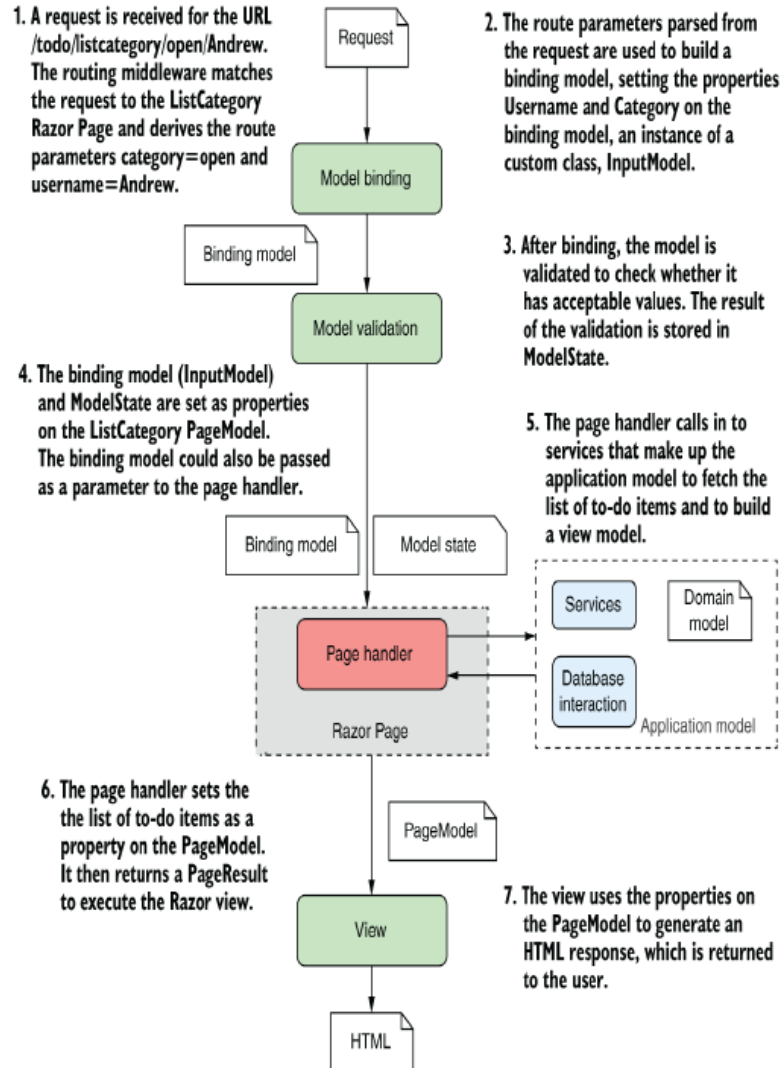 1. A request is received for the URL
/todo/listcategory/open/Andrew.
The routing middleware matches
the request to the ListCategory
Razor Page and derives the route
parameters category=open and
username=Andrew.
Request
2. The route parameters parsed from
the request are used to build a
binding model, setting the properties
Username and Category on the
binding model, an instance of a
custom class, InputModel.
Model binding
Binding model
3. After binding, the model is
validated to check whether it
has acceptable values. The result
of the validation is stored in
ModelState.
Model validation
4. The binding model (InputModel)
and ModelState are set as properties
on the ListCategory PageModel.
The binding model could also be passed
as a parameter to the page handler.
5. The page handler calls in to
services that make up the
application model to fetch the
list of to-do items and to build
a view model.
Binding model
Model state
Page handler
Razor Page
Services
Domain
model
Database
interaction
Application model
6. The page handler sets the
the list of to-do items as a
property on the PageModel.
It then returns a PageResult
to execute the Razor view.
PageModel
View
7. The view uses the properties on
the PageModel to generate an
HTML response, which is returned
to the user.
HTML